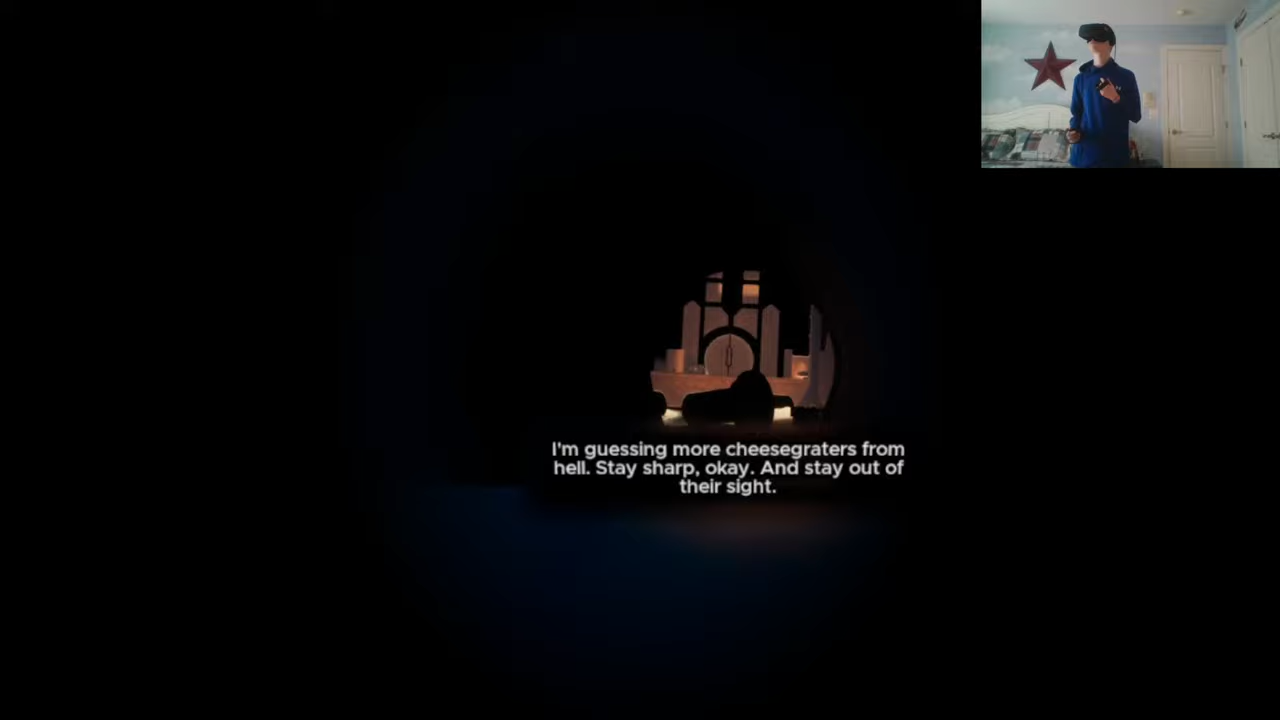 I'm guessing more cheesegraters from
hell. Stay sharp, okay. And stay out of
their sight.